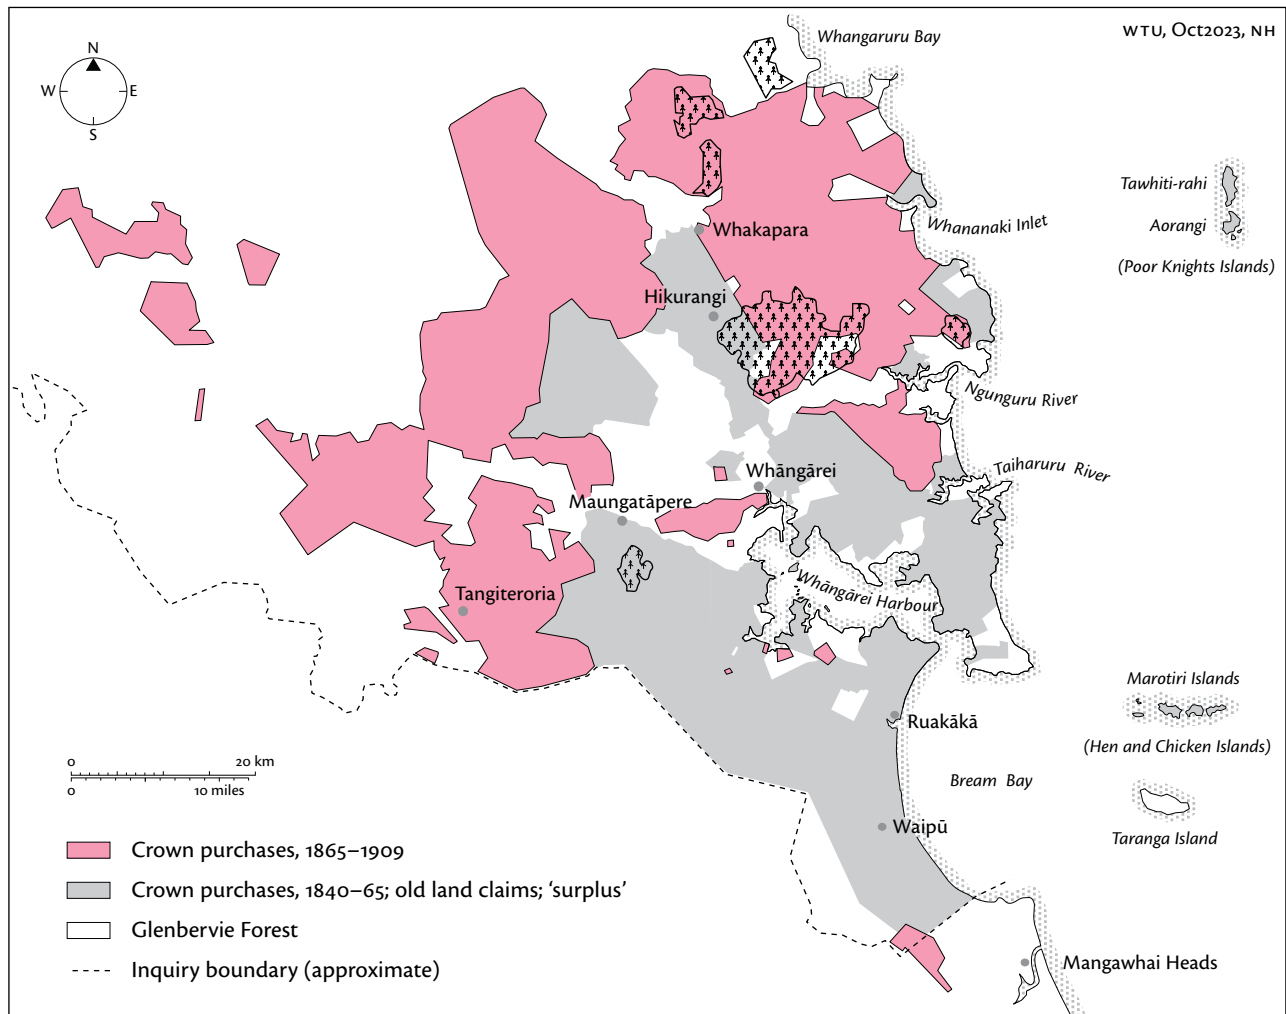 WTU, Oct2023, NH
N
W
E
S
Whangaruru Bay
Tawhiti-rahi
Aorangi
(Poor Knights Islands)
Whakapara
Whananaki Inlet
Hikurangi
Ngunguru River
Whāngārei
Taiharuru River
Maungatāpere
Whāngārei Harbour
Tangiteroria
Marotiri Islands
Ruakākā
(Hen and Chicken Islands)
0 20 km
0 10 miles
Bream Bay
Waipū
Taranga Island
Crown purchases, 1865–1909
Crown purchases, 1840–65; old land claims; ‘surplus’
Glenbervie Forest
Inquiry boundary (approximate)
Mangawhai Heads